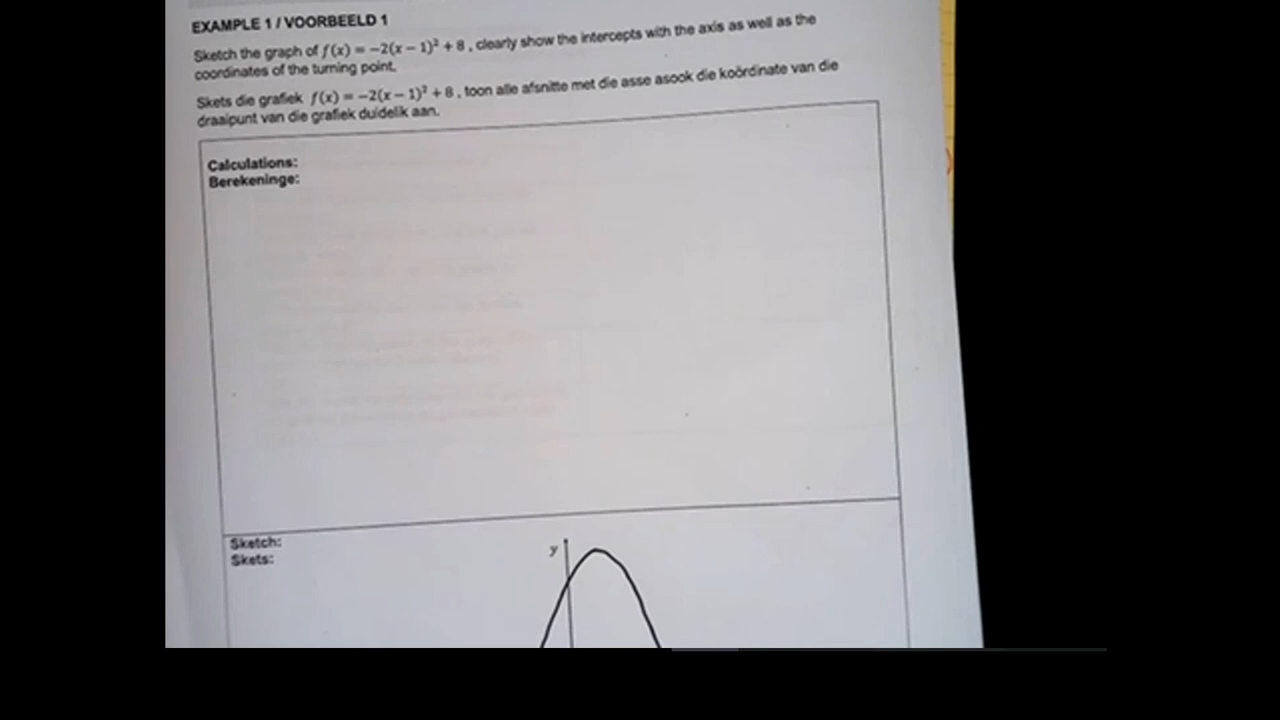 EXAMPLE 1 / VOORBEELD 1
Sketch the graph of f(x) = −2(x − 1)² + 8 , clearly show the intercepts with the axis as well as the
coordinates of the turning point.
Skets die grafiek f(x) = −2(x − 1)² + 8 , toon alle afsnitte met die asse asook die koördinate van die
draaipunt van die grafiek duidelik aan.
Calculations:
Berekeninge:
Sketch:
Skets:
y